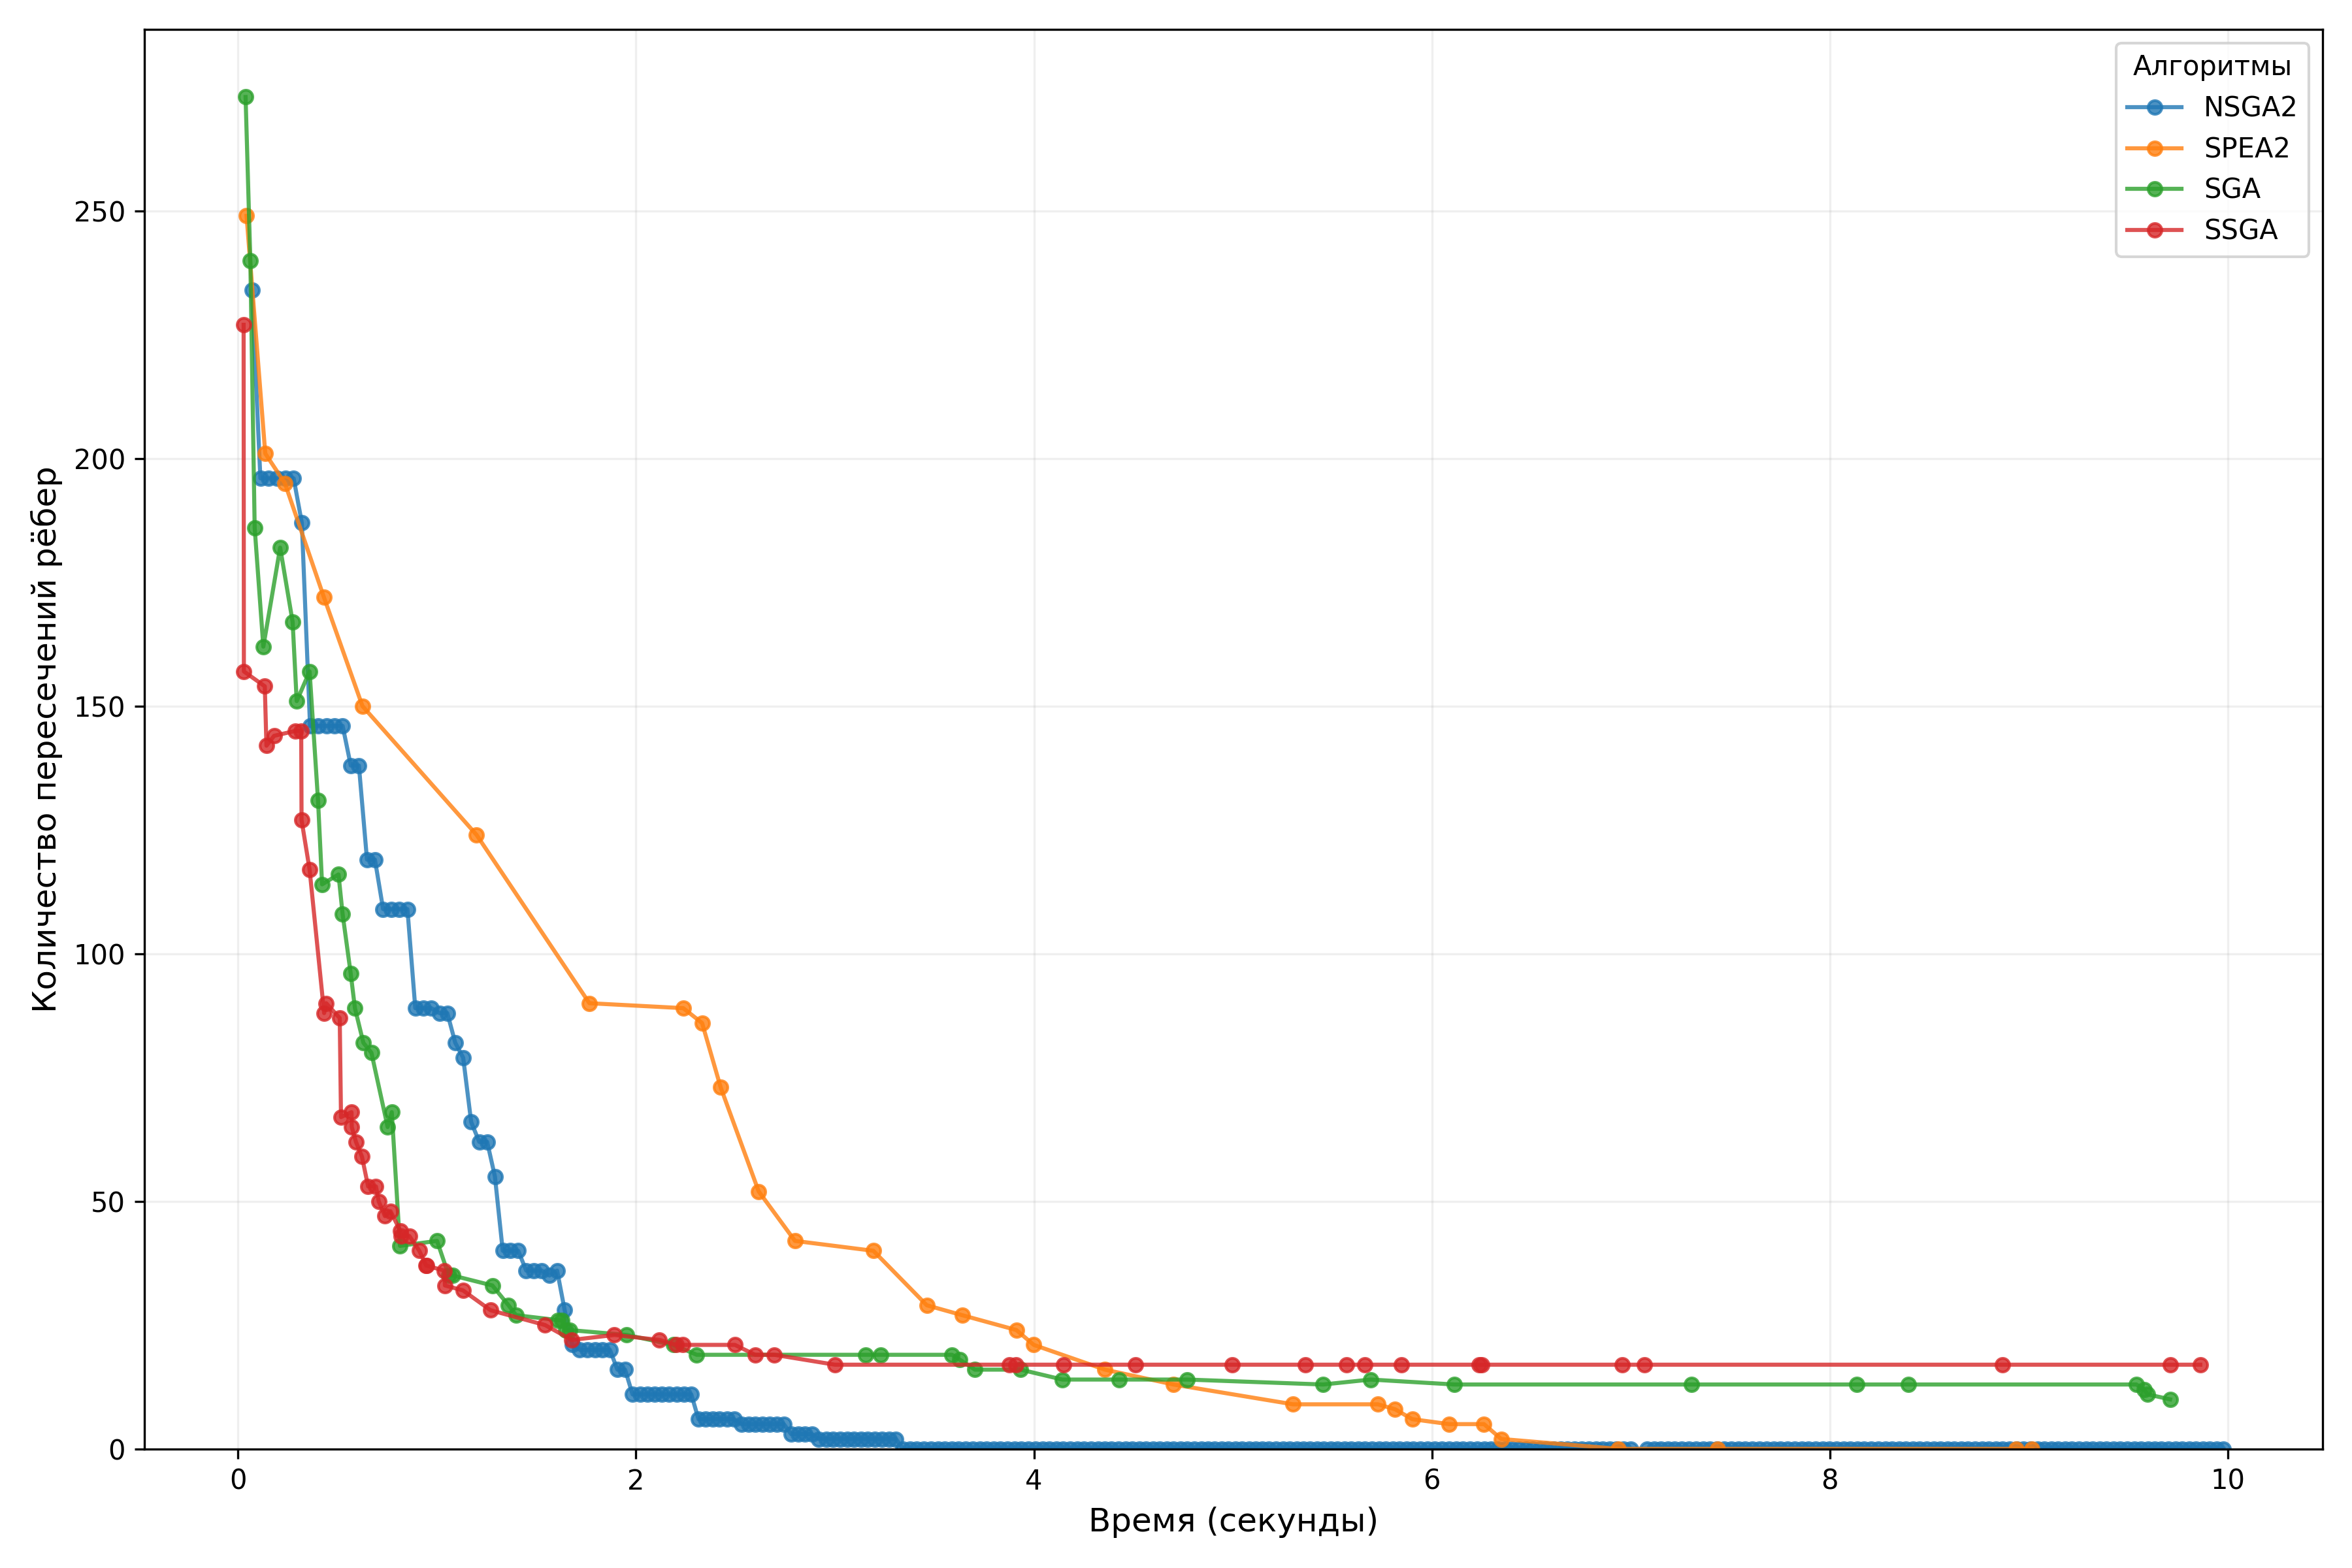 Алгоритмы
NSGA2
SPEA2
SGA
SSGA
Количество пересечений рёбер
250
200
150
100
50
0
0 2 4 6 8 10
Время (секунды)